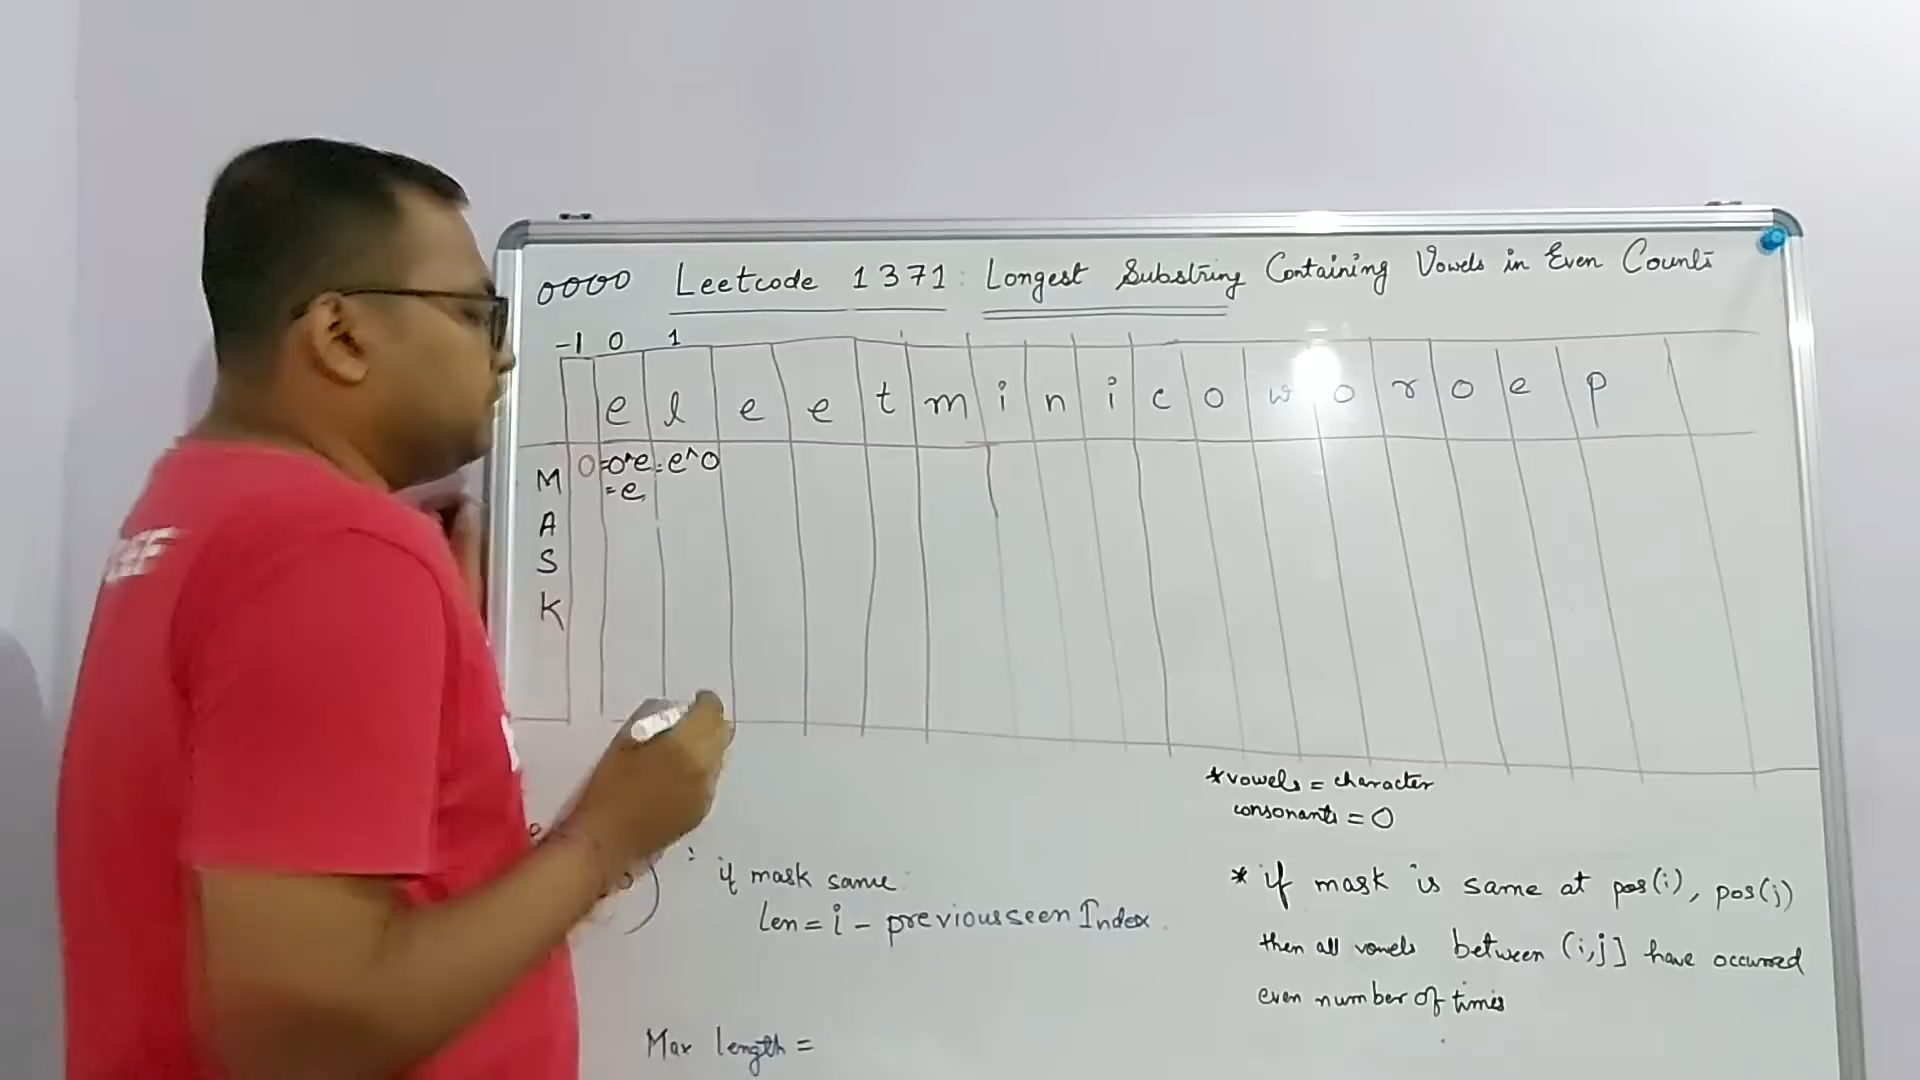 0000 Leetcode 1371: Longest Substring Containing Vowels in Even Counts
-1 0 1
e l e e t m i n i c o w o r o e p
M 0 =0^e = e^0
= e
A
S
K
*vowels = character
consonants = 0
: if mask same:
len = i - previousseen Index.
* if mask is same at pos(i), pos(j)
then all vowels between (i,j] have occurred
even number of times
Max length =